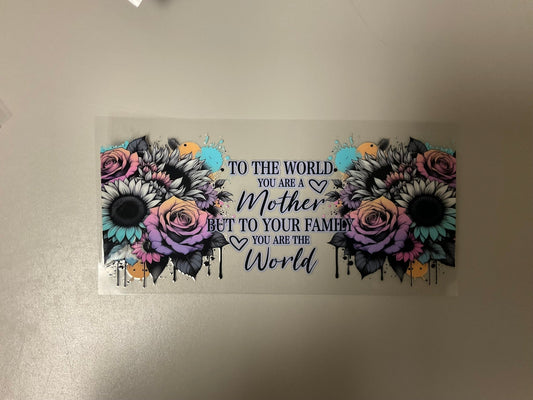 TO THE WORLD
YOU ARE A
Mother
BUT TO YOUR FAMILY
YOU ARE THE
World